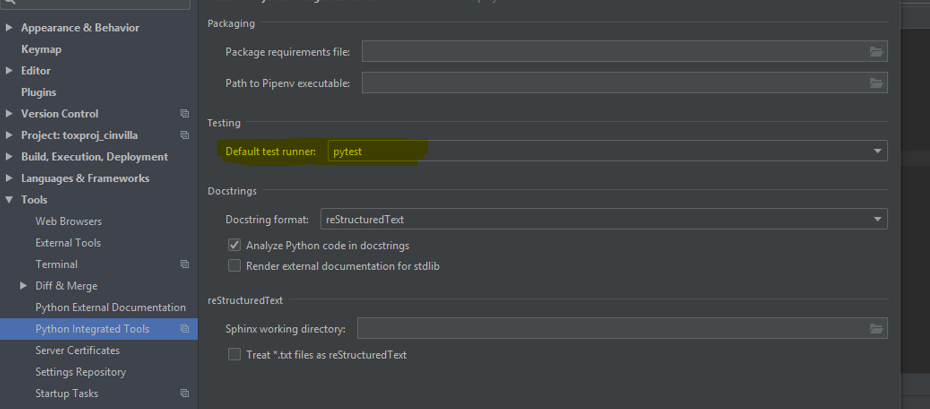 Appearance & Behavior
Keymap
Editor
Plugins
Version Control
Project: toxproj_cinvilla
Build, Execution, Deployment
Languages & Frameworks
Tools
Web Browsers
External Tools
Terminal
Diff & Merge
Python External Documentation
Python Integrated Tools
Server Certificates
Settings Repository
Startup Tasks
Packaging
Package requirements file:
Path to Pipenv executable:
Testing
Default test runner: pytest
Docstrings
Docstring format: reStructuredText
Analyze Python code in docstrings
Render external documentation for stdlib
reStructuredText
Sphinx working directory:
Treat *.txt files as reStructuredText